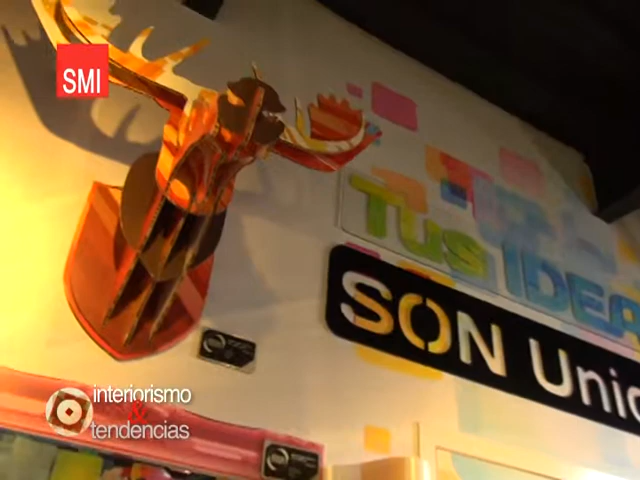 SMI
Tus IDEA
SON Unic
interiorismo
&
tendencias